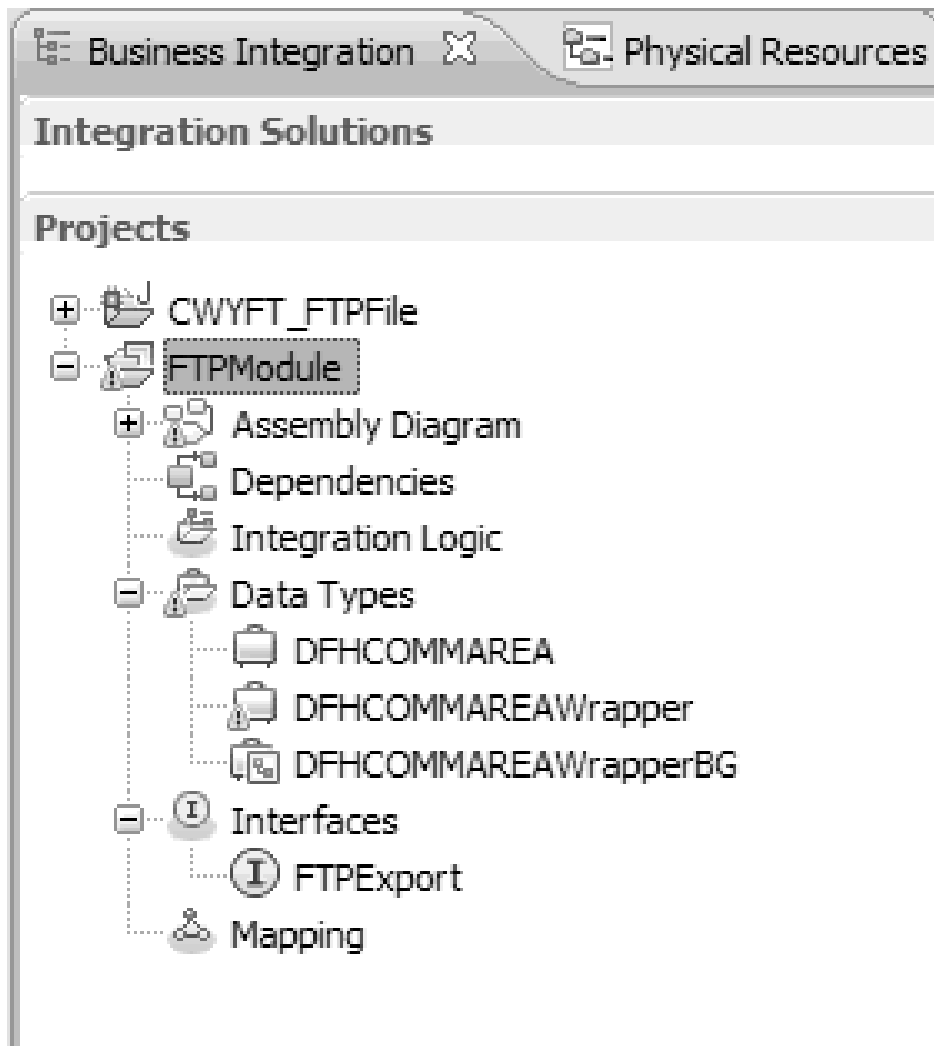 Business Integration Physical Resources
Integration Solutions
Projects
CWYFT_FTPFile
FTPModule
Assembly Diagram
Dependencies
Integration Logic
Data Types
DFHCOMMAREA
DFHCOMMAREAWrapper
DFHCOMMAREAWrapperBG
Interfaces
FTPExport
Mapping